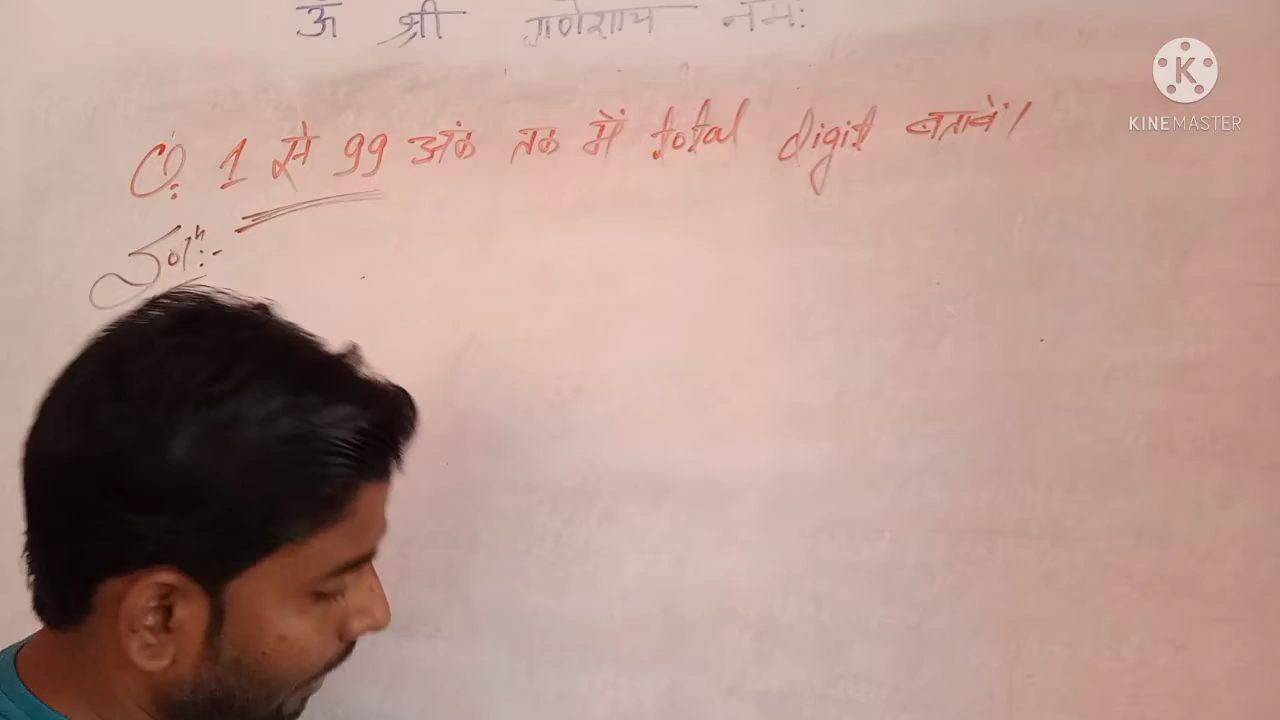 ॐ श्री गणेशाय नमः
Q. 1 से 99 अंक तक में total digit बतावें।
Solⁿ:-
K
KINEMASTER